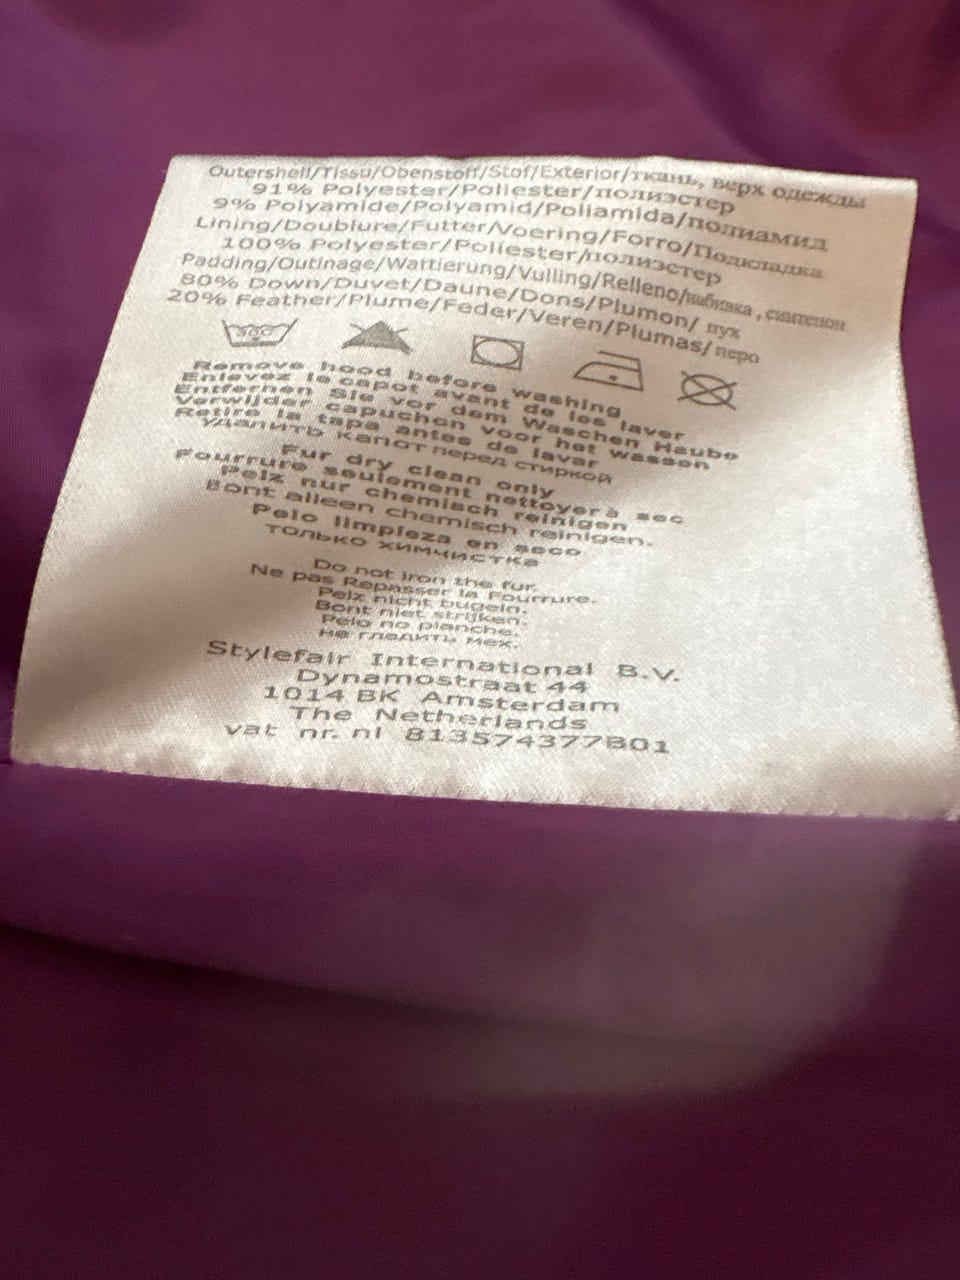 Outershell/Tissu/Obenstoff/Stof/Exterior/ткань, верх одежды
91% Polyester/Poliester/полиэстер
9% Polyamide/Polyamid/Poliamida/полиамид
Lining/Doublure/Futter/Voering/Forro/Подкладка
100% Polyester/Poliester/полиэстер
Padding/Outinage/Wattierung/Vulling/Relleno/набивка, синтепон
80% Down/Duvet/Daune/Dons/Plumon/ пух
20% Feather/Plume/Feder/Veren/Plumas/ перо
30C
Remove hood before washing
Enlevez le capot avant de les laver
Entfernen Sie vor dem Waschen Haube
Verwijder capuchon voor het wassen
Retire la tapa antes de lavar
удалить капот перед стиркой
Fur dry clean only
Fourrure seulement nettoyer à sec
Pelz nur chemisch reinigen
Bont alleen chemisch reinigen.
Pelo limpieza en seco
только химчистка
Do not iron the fur.
Ne pas Repasser la Fourrure.
Pelz nicht bugeln.
Bont niet strijken.
Pelo no planche.
не гладить мех.
Stylefair International B.V.
Dynamostraat 44
1014 BK Amsterdam
The Netherlands
vat nr. nl 813574377B01